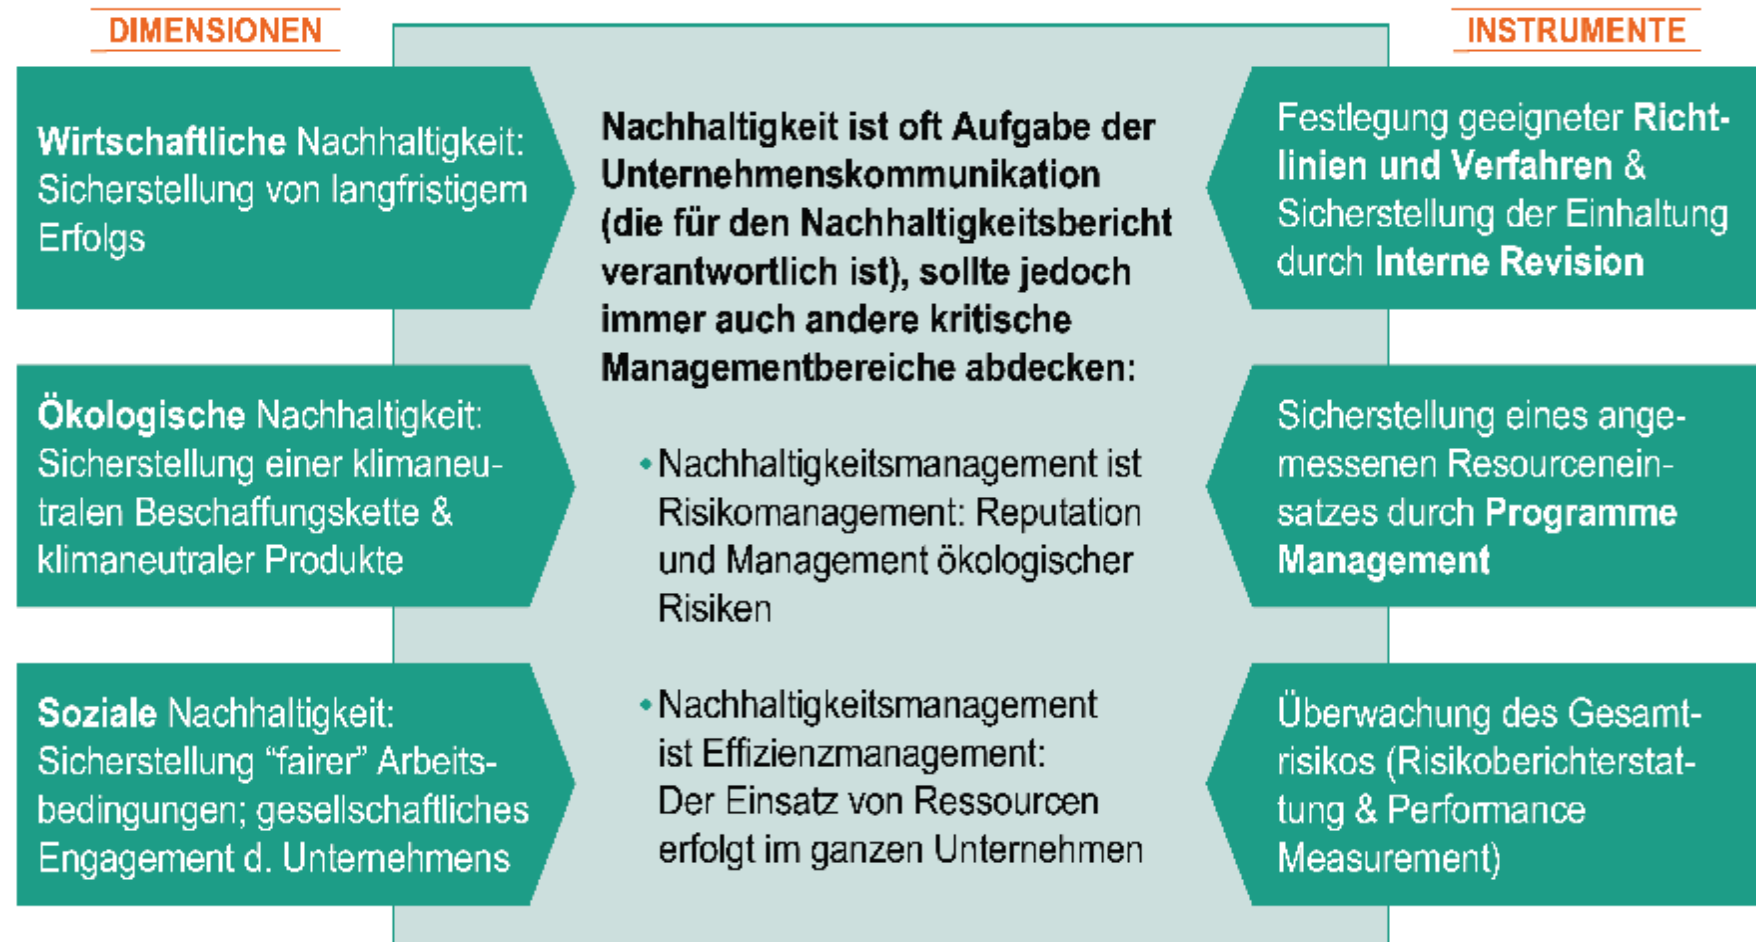 DIMENSIONEN
Wirtschaftliche Nachhaltigkeit:
Sicherstellung von langfristigem
Erfolgs
Ökologische Nachhaltigkeit:
Sicherstellung einer klimaneu-
tralen Beschaffungskette &
klimaneutraler Produkte
Soziale Nachhaltigkeit:
Sicherstellung “fairer” Arbeits-
bedingungen; gesellschaftliches
Engagement d. Unternehmens
Nachhaltigkeit ist oft Aufgabe der
Unternehmenskommunikation
(die für den Nachhaltigkeitsbericht
verantwortlich ist), sollte jedoch
immer auch andere kritische
Managementbereiche abdecken:
• Nachhaltigkeitsmanagement ist
Risikomanagement: Reputation
und Management ökologischer
Risiken
• Nachhaltigkeitsmanagement
ist Effizienzmanagement:
Der Einsatz von Ressourcen
erfolgt im ganzen Unternehmen
INSTRUMENTE
Festlegung geeigneter Richt-
linien und Verfahren &
Sicherstellung der Einhaltung
durch Interne Revision
Sicherstellung eines ange-
messenen Resourcenein-
satzes durch Programme
Management
Überwachung des Gesamt-
risikos (Risikoberichterstat-
tung & Performance
Measurement)